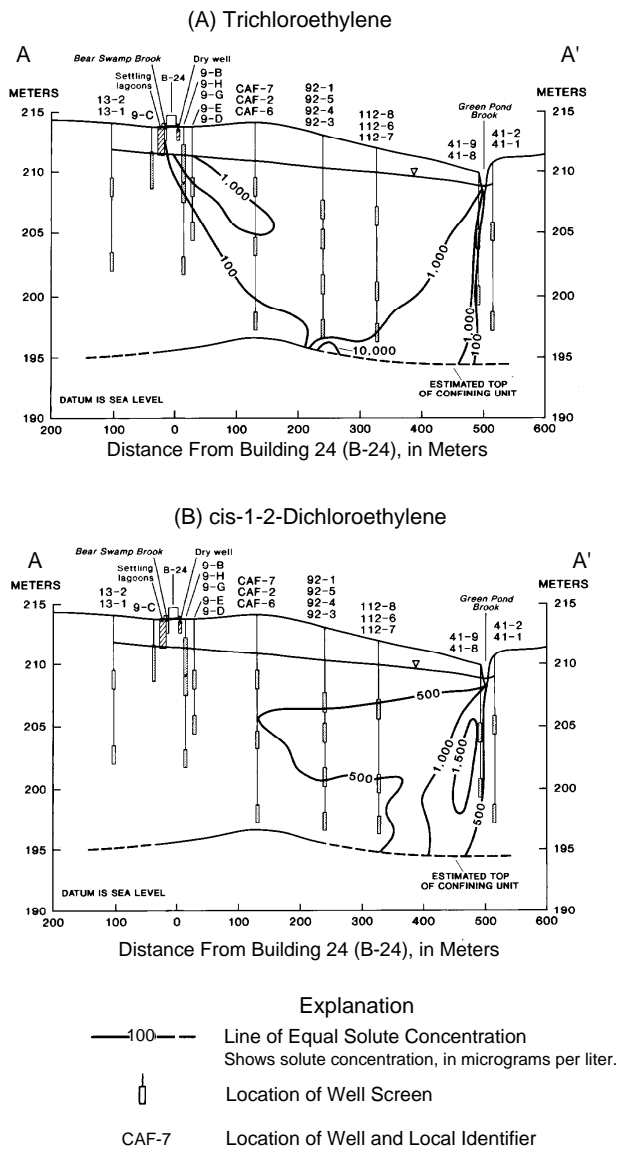 (A) Trichloroethylene
A
A'
Bear Swamp Brook
Dry well
Settling
lagoons
B-24
9-B
9-H
9-G
9-E
9-D
13-2
13-1
9-C
CAF-7
CAF-2
CAF-6
92-1
92-5
92-4
92-3
112-8
112-6
112-7
Green Pond
Brook
41-9
41-8
41-2
41-1
METERS
215
210
200
195
190
METERS
215
210
205
200
195
190
1,000
100
1,000
10,000
1,000
100
ESTIMATED TOP
OF CONFINING UNIT
DATUM IS SEA LEVEL
200 100 0 100 200 300 400 500 600
Distance From Building 24 (B-24), in Meters
(B) cis-1-2-Dichloroethylene
A
A'
Bear Swamp Brook
Dry well
Settling
lagoons
B-24
9-B
9-H
9-G
9-E
9-D
13-2
13-1
9-C
CAF-7
CAF-2
CAF-6
92-1
92-5
92-4
92-3
112-8
112-6
112-7
Green Pond
Brook
41-9
41-8
41-2
41-1
METERS
215
210
205
200
195
190
METERS
215
210
205
200
195
190
500
500
1,000
1,500
500
ESTIMATED TOP
OF CONFINING UNIT
DATUM IS SEA LEVEL
200 100 0 100 200 300 400 500 600
Distance From Building 24 (B-24), in Meters
Explanation
100 Line of Equal Solute Concentration
Shows solute concentration, in micrograms per liter.
Location of Well Screen
CAF-7 Location of Well and Local Identifier